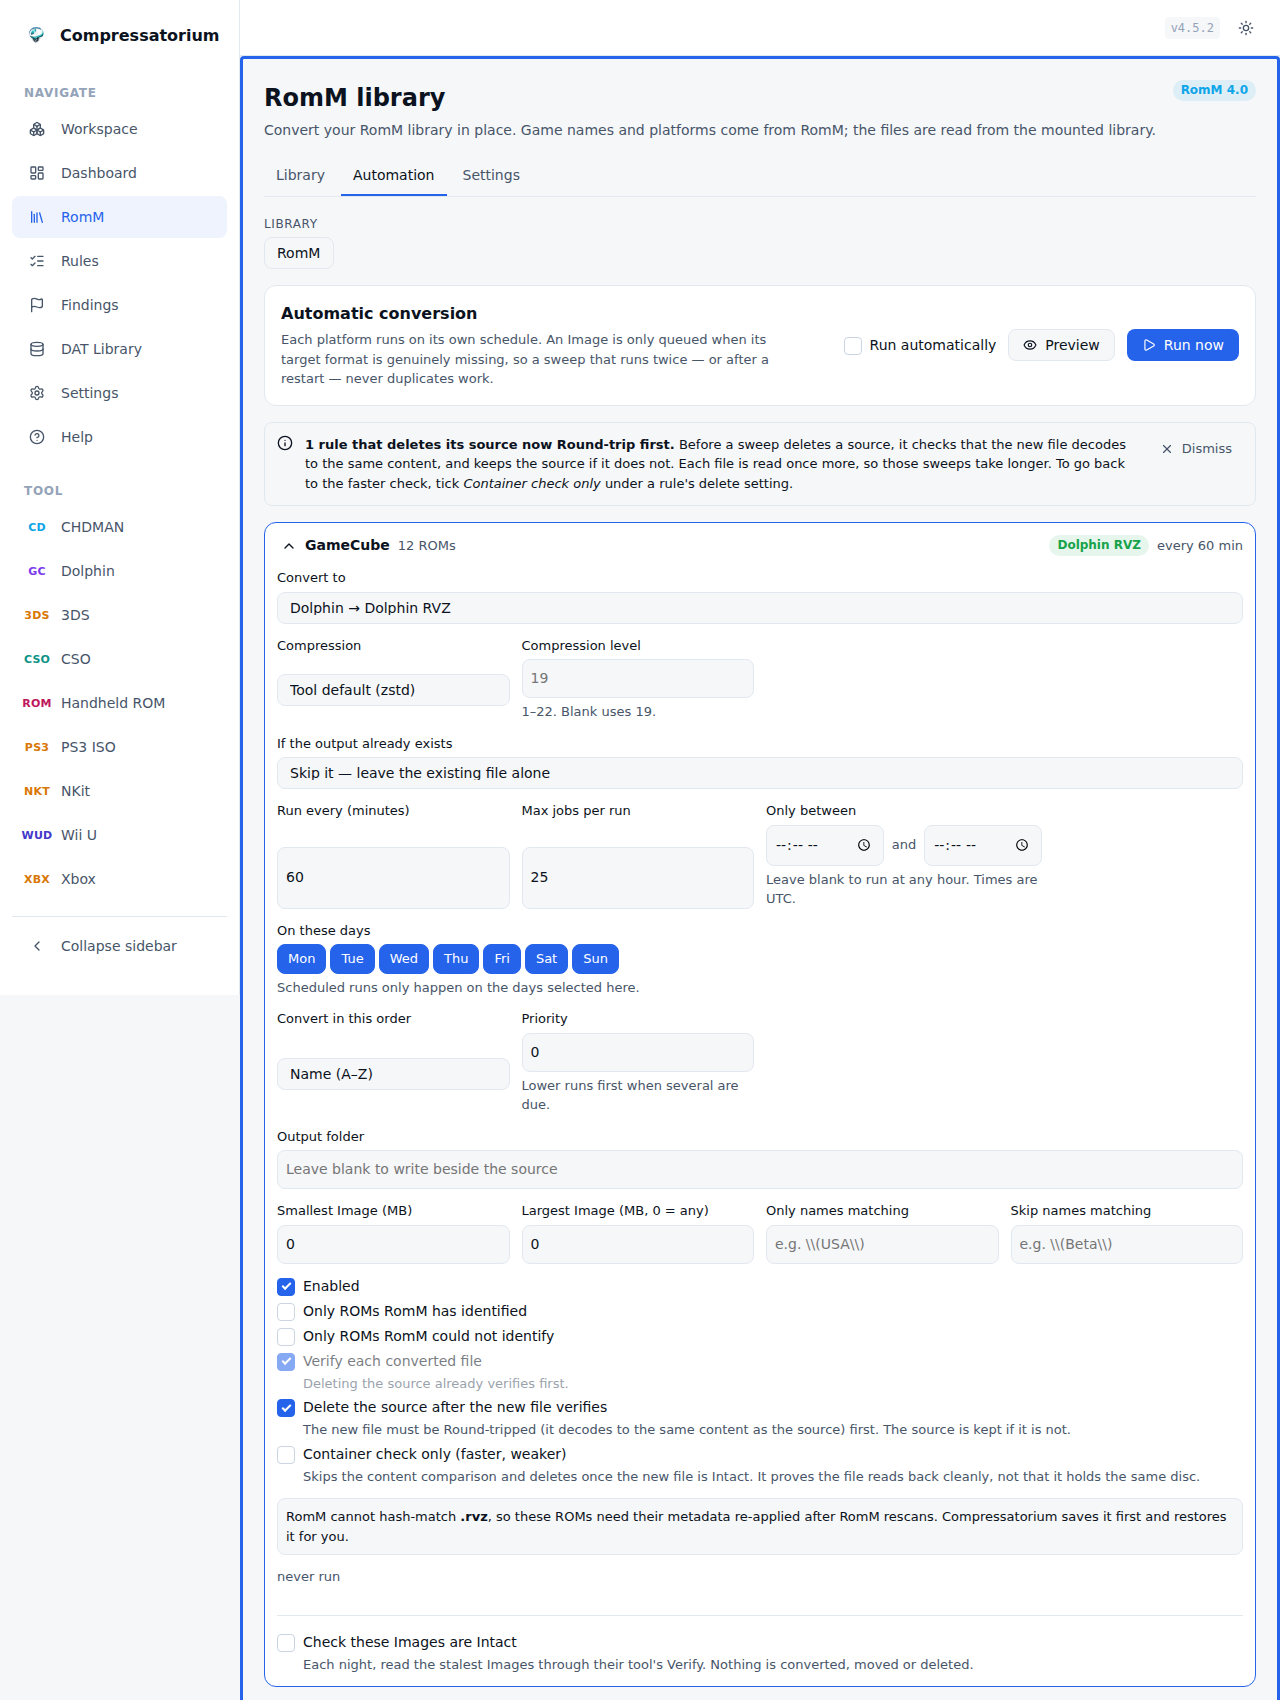 Compressatorium
v4.5.2
NAVIGATE
Workspace
Dashboard
RomM
Rules
Findings
DAT Library
Settings
Help
TOOL
CD CHDMAN
GC Dolphin
3DS 3DS
CSO CSO
ROM Handheld ROM
PS3 PS3 ISO
NKT NKit
WUD Wii U
XBX Xbox
Collapse sidebar
RomM library
RomM 4.0
Convert your RomM library in place. Game names and platforms come from RomM; the files are read from the mounted library.
Library Automation Settings
LIBRARY
RomM
Automatic conversion
Each platform runs on its own schedule. An Image is only queued when its
target format is genuinely missing, so a sweep that runs twice — or after a
restart — never duplicates work.
Run automatically Preview Run now
1 rule that deletes its source now Round-trip first. Before a sweep deletes a source, it checks that the new file decodes
to the same content, and keeps the source if it does not. Each file is read once more, so those sweeps take longer. To go back
to the faster check, tick Container check only under a rule's delete setting.
Dismiss
GameCube 12 ROMs Dolphin RVZ every 60 min
Convert to
Dolphin → Dolphin RVZ
Compression Compression level
Tool default (zstd) 19
1–22. Blank uses 19.
If the output already exists
Skip it — leave the existing file alone
Run every (minutes) Max jobs per run Only between
60 25 --:-- -- and --:-- --
Leave blank to run at any hour. Times are
UTC.
On these days
Mon Tue Wed Thu Fri Sat Sun
Scheduled runs only happen on the days selected here.
Convert in this order Priority
Name (A–Z) 0
Lower runs first when several are
due.
Output folder
Leave blank to write beside the source
Smallest Image (MB) Largest Image (MB, 0 = any) Only names matching Skip names matching
0 0 e.g. \\(USA\\) e.g. \\(Beta\\)
Enabled
Only ROMs RomM has identified
Only ROMs RomM could not identify
Verify each converted file
Deleting the source already verifies first.
Delete the source after the new file verifies
The new file must be Round-tripped (it decodes to the same content as the source) first. The source is kept if it is not.
Container check only (faster, weaker)
Skips the content comparison and deletes once the new file is Intact. It proves the file reads back cleanly, not that it holds the same disc.
RomM cannot hash-match .rvz, so these ROMs need their metadata re-applied after RomM rescans. Compressatorium saves it first and restores
it for you.
never run
Check these Images are Intact
Each night, read the stalest Images through their tool's Verify. Nothing is converted, moved or deleted.